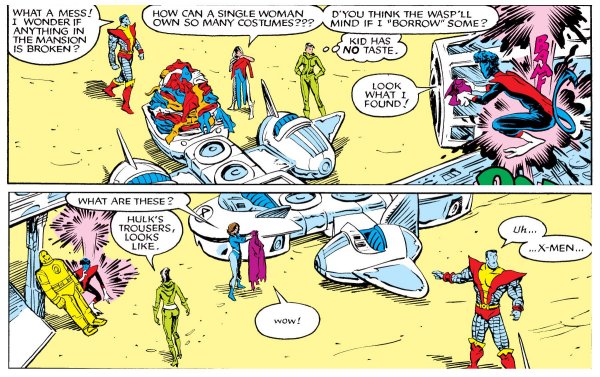 WHAT A MESS!
I WONDER IF
ANYTHING IN
THE MANSION
IS BROKEN?
HOW CAN A SINGLE WOMAN
OWN SO MANY COSTUMES???
D'YOU THINK THE WASP'LL
MIND IF I "BORROW" SOME?
KID HAS
NO TASTE.
LOOK
WHAT I
FOUND!
BAMF
WHAT ARE THESE?
HULK'S
TROUSERS,
LOOKS
LIKE.
WOW!
Uh...
...X-MEN...